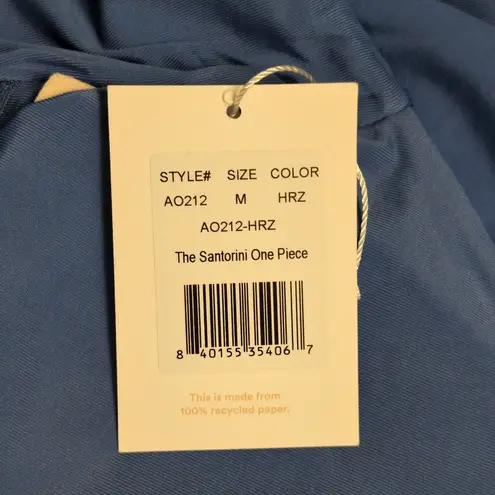 STYLE# SIZE COLOR
AO212 M HRZ
AO212-HRZ
The Santorini One Piece
8 40155 35406 7
This is made from
100% recycled paper.